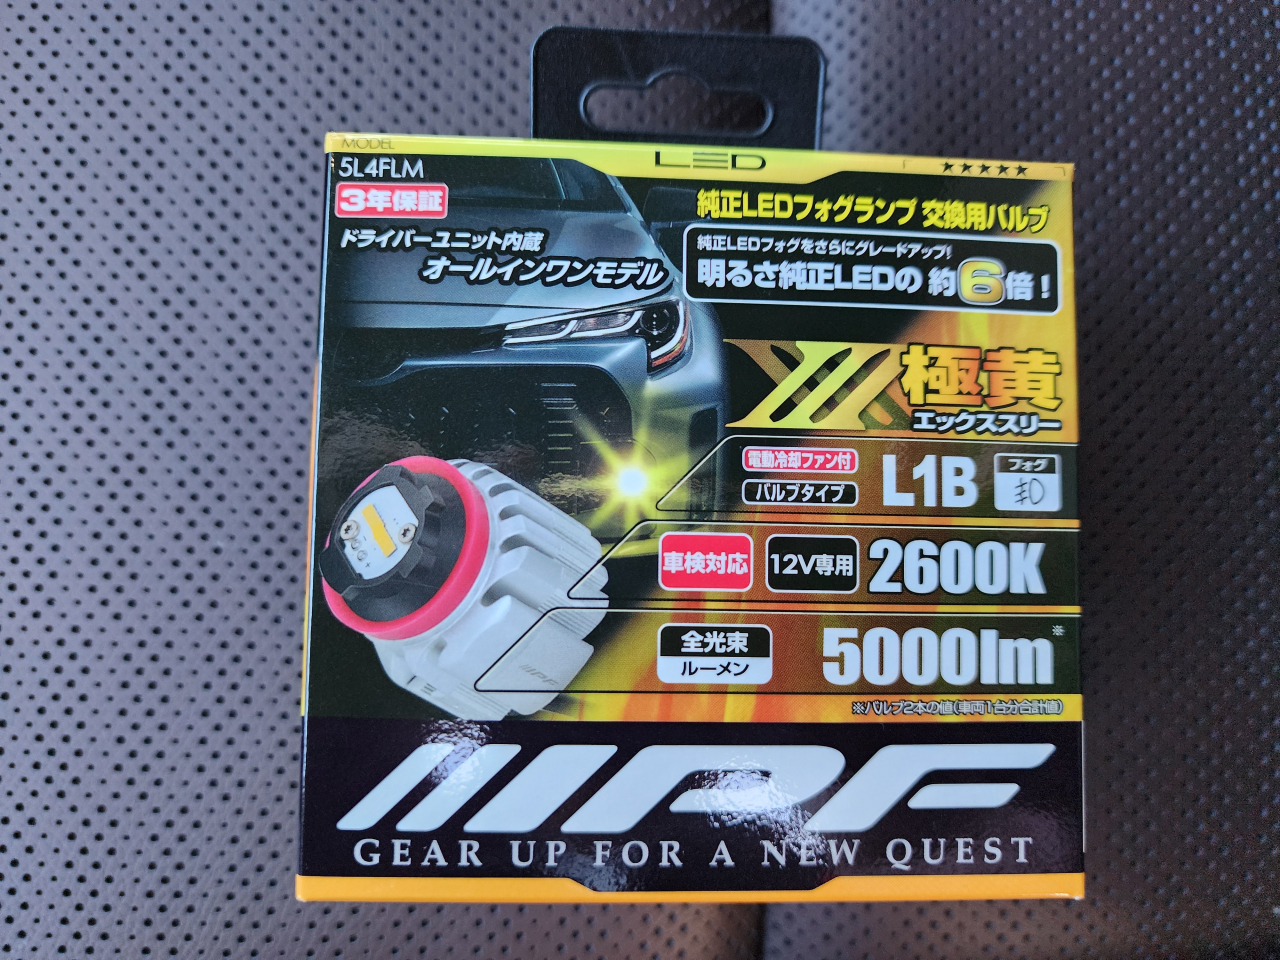 MODEL
5L4FLM
LED
★★★★★
3年保証
ドライバーユニット内蔵
オールインワンモデル
純正LEDフォグランプ 交換用バルブ
純正LEDフォグをさらにグレードアップ!
明るさ純正LEDの 約6倍!
極黄
エックススリー
電動冷却ファン付
バルブタイプ
L1B
フォグ
車検対応
12V専用
2600K
全光束
ルーメン
5000lm※
※バルブ2本の値(車両1台分合計値)
IPF
IPF
GEAR UP FOR A NEW QUEST